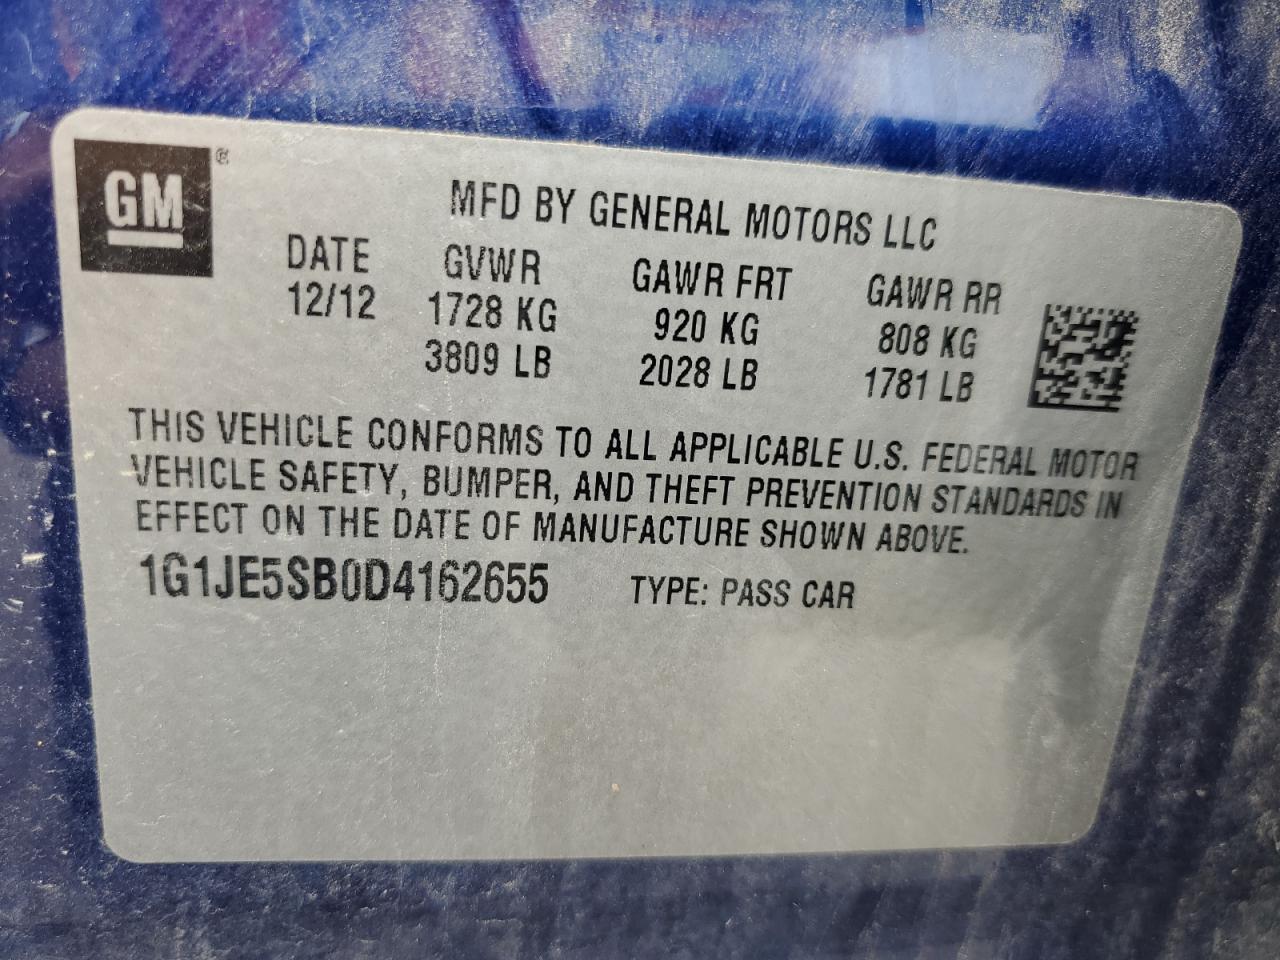 GM ®
MFD BY GENERAL MOTORS LLC
DATE GVWR GAWR FRT GAWR RR
12/12 1728 KG 920 KG 808 KG
3809 LB 2028 LB 1781 LB
THIS VEHICLE CONFORMS TO ALL APPLICABLE U.S. FEDERAL MOTOR
VEHICLE SAFETY, BUMPER, AND THEFT PREVENTION STANDARDS IN
EFFECT ON THE DATE OF MANUFACTURE SHOWN ABOVE.
1G1JE5SB0D4162655 TYPE: PASS CAR